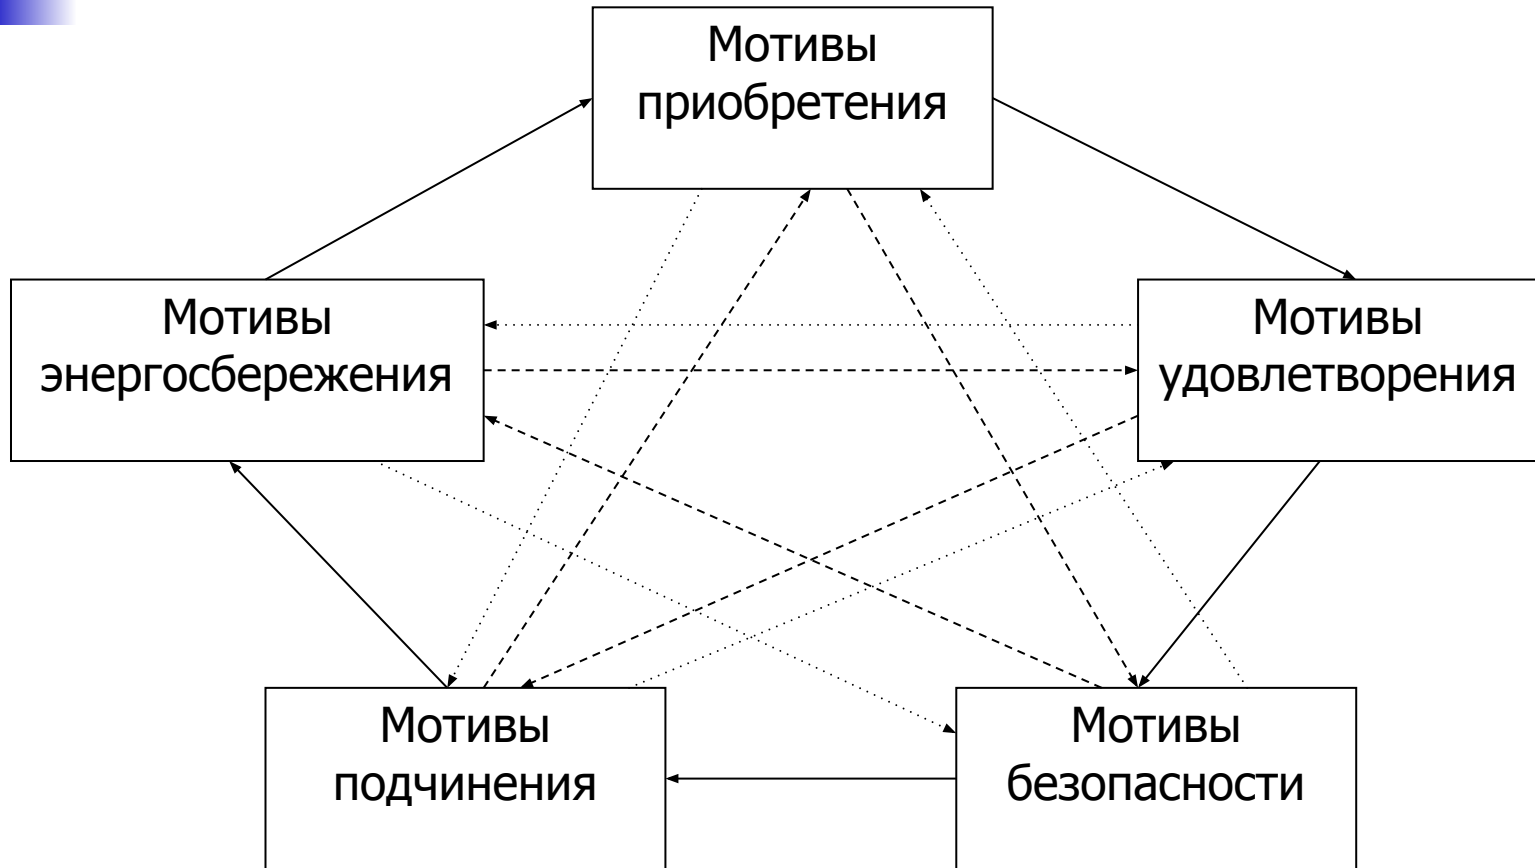 Мотивы
приобретения
Мотивы
энергосбережения
Мотивы
удовлетворения
Мотивы
подчинения
Мотивы
безопасности